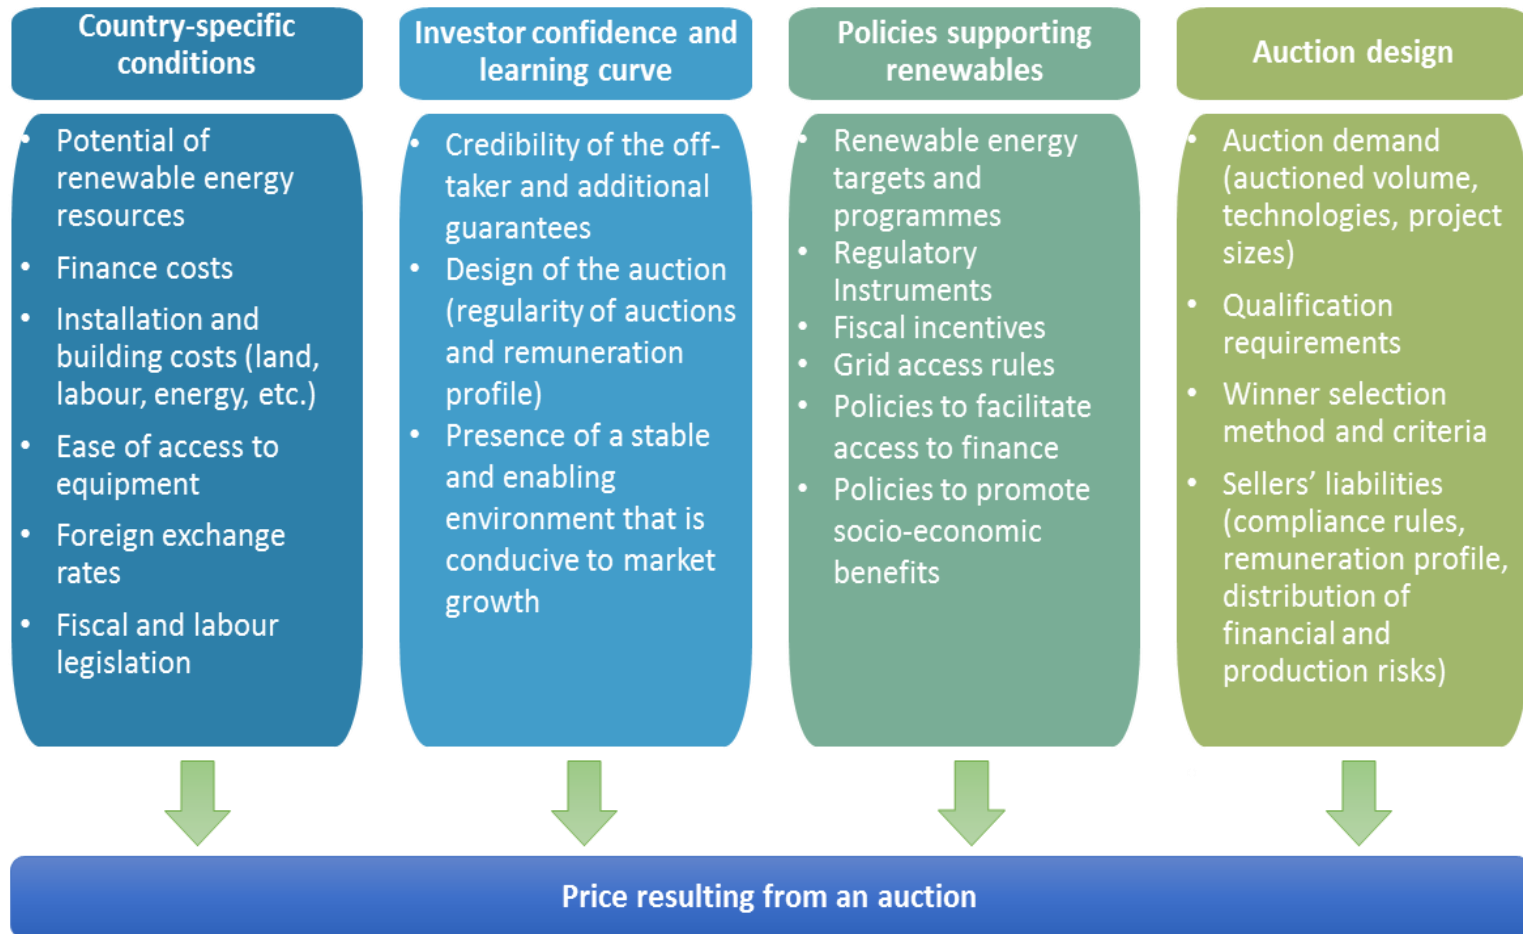 Country-specific
conditions
• Potential of
renewable energy
resources
• Finance costs
• Installation and
building costs (land,
labour, energy, etc.)
• Ease of access to
equipment
• Foreign exchange
rates
• Fiscal and labour
legislation
Investor confidence and
learning curve
• Credibility of the off-
taker and additional
guarantees
• Design of the auction
(regularity of auctions
and remuneration
profile)
• Presence of a stable
and enabling
environment that is
conducive to market
growth
Policies supporting
renewables
• Renewable energy
targets and
programmes
• Regulatory
Instruments
• Fiscal incentives
• Grid access rules
• Policies to facilitate
access to finance
• Policies to promote
socio-economic
benefits
Auction design
• Auction demand
(auctioned volume,
technologies, project
sizes)
• Qualification
requirements
• Winner selection
method and criteria
• Sellers’ liabilities
(compliance rules,
remuneration profile,
distribution of
financial and
production risks)
Price resulting from an auction